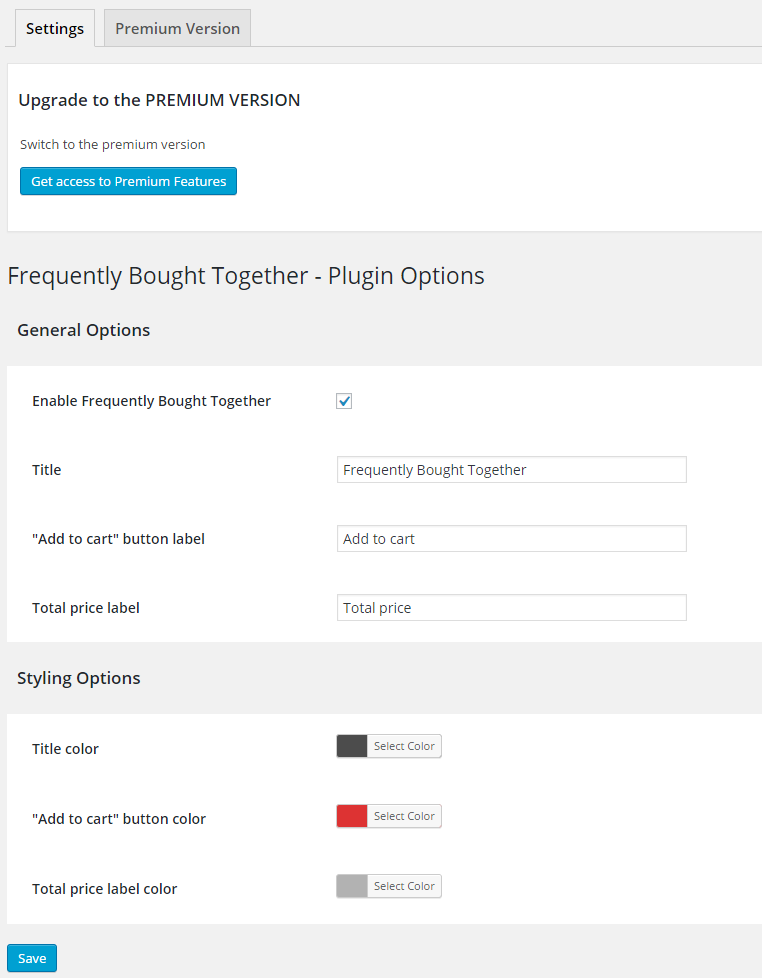 Settings
Premium Version
Upgrade to the PREMIUM VERSION
Switch to the premium version
Get access to Premium Features
Frequently Bought Together - Plugin Options
General Options
Enable Frequently Bought Together
Title
Frequently Bought Together
"Add to cart" button label
Add to cart
Total price label
Total price
Styling Options
Title color
Select Color
"Add to cart" button color
Select Color
Total price label color
Select Color
Save